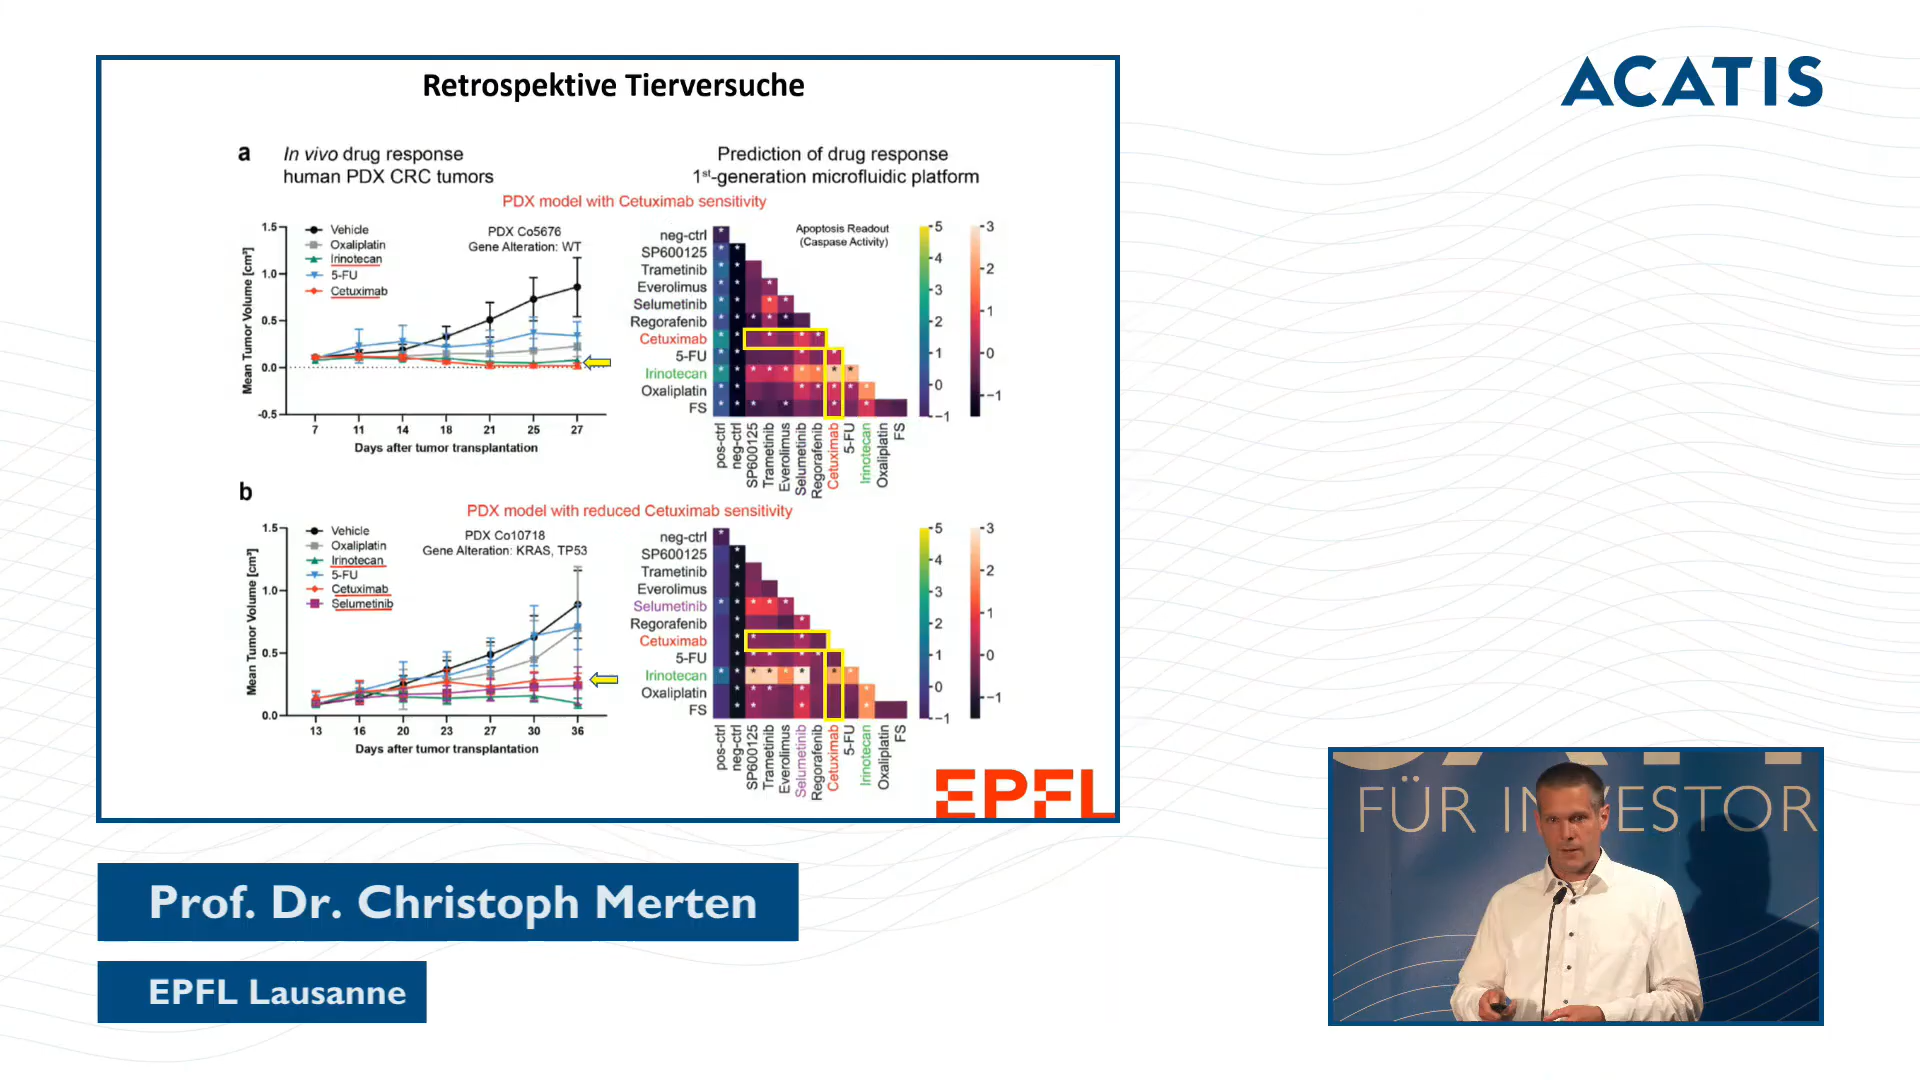 ACATIS
Retrospektive Tierversuche
a
In vivo drug response
human PDX CRC tumors
Prediction of drug response
1st-generation microfluidic platform
PDX model with Cetuximab sensitivity
Mean Tumor Volume [cm³]
1.5
1.0
0.5
0.0
-0.5
Vehicle
Oxaliplatin
Irinotecan
5-FU
Cetuximab
PDX Co5676
Gene Alteration: WT
7 11 14 18 21 25 27
Days after tumor transplantation
Apoptosis Readout
(Caspase Activity)
neg-ctrl
SP600125
Trametinib
Everolimus
Selumetinib
Regorafenib
Cetuximab
5-FU
Irinotecan
Oxaliplatin
FS
pos-ctrl
neg-ctrl
SP600125
Trametinib
Everolimus
Selumetinib
Regorafenib
Cetuximab
5-FU
Irinotecan
Oxaliplatin
FS
5
4
3
2
1
0
−1
3
2
1
0
−1
b
PDX model with reduced Cetuximab sensitivity
Mean Tumor Volume [cm³]
1.5
1.0
0.5
0.0
Vehicle
Oxaliplatin
Irinotecan
5-FU
Cetuximab
Selumetinib
PDX Co10718
Gene Alteration: KRAS, TP53
13 16 20 23 27 30 36
Days after tumor transplantation
neg-ctrl
SP600125
Trametinib
Everolimus
Selumetinib
Regorafenib
Cetuximab
5-FU
Irinotecan
Oxaliplatin
FS
pos-ctrl
neg-ctrl
SP600125
Trametinib
Everolimus
Selumetinib
Regorafenib
Cetuximab
5-FU
Irinotecan
Oxaliplatin
FS
5
4
3
2
1
0
−1
3
2
1
0
−1
EPFL
FÜR IN ESTOR
Prof. Dr. Christoph Merten
EPFL Lausanne